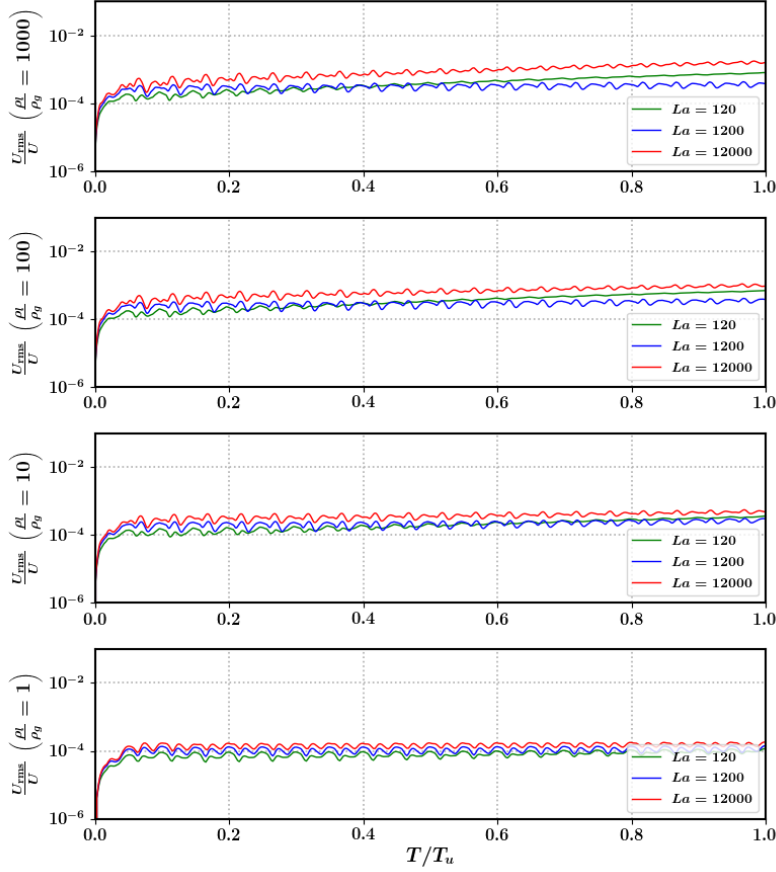 U_rms/U (ρ_l/ρ_g = 1000)
10^−2
10^−4
10^−6
0.0 0.2 0.4 0.6 0.8 1.0
La = 120
La = 1200
La = 12000
U_rms/U (ρ_l/ρ_g = 100)
10^−2
10^−4
10^−6
0.0 0.2 0.4 0.6 0.8 1.0
La = 120
La = 1200
La = 12000
U_rms/U (ρ_l/ρ_g = 10)
10^−2
10^−4
10^−6
0.0 0.2 0.4 0.6 0.8 1.0
La = 120
La = 1200
La = 12000
U_rms/U (ρ_l/ρ_g = 1)
10^−2
10^−4
10^−6
0.0 0.2 0.4 0.6 0.8 1.0
La = 120
La = 1200
La = 12000
T/T_u